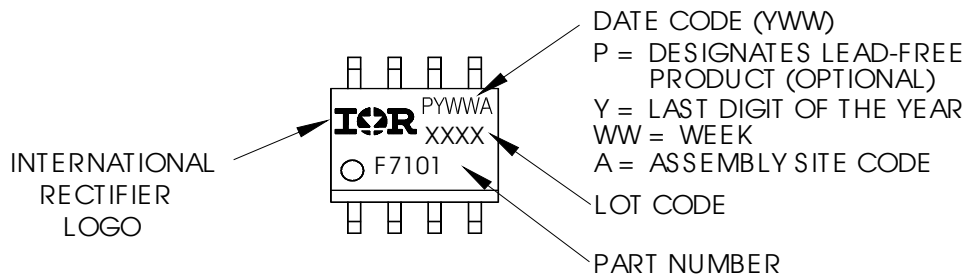 DATE CODE (YWW)
P = DESIGNATES LEAD-FREE
PRODUCT (OPTIONAL)
Y = LAST DIGIT OF THE YEAR
WW = WEEK
A = ASSEMBLY SITE CODE
LOT CODE
PART NUMBER
INTERNATIONAL
RECTIFIER
LOGO
PYWWA
IOR
XXXX
F7101